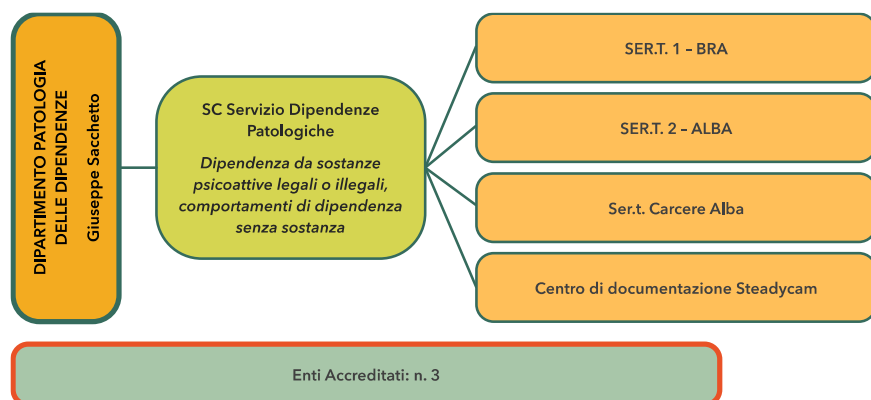 DIPARTIMENTO PATOLOGIA
DELLE DIPENDENZE
Giuseppe Sacchetto
SC Servizio Dipendenze
Patologiche
Dipendenza da sostanze
psicoattive legali o illegali,
comportamenti di dipendenza
senza sostanza
SER.T. 1 – BRA
SER.T. 2 – ALBA
Ser.t. Carcere Alba
Centro di documentazione Steadycam
Enti Accreditati: n. 3